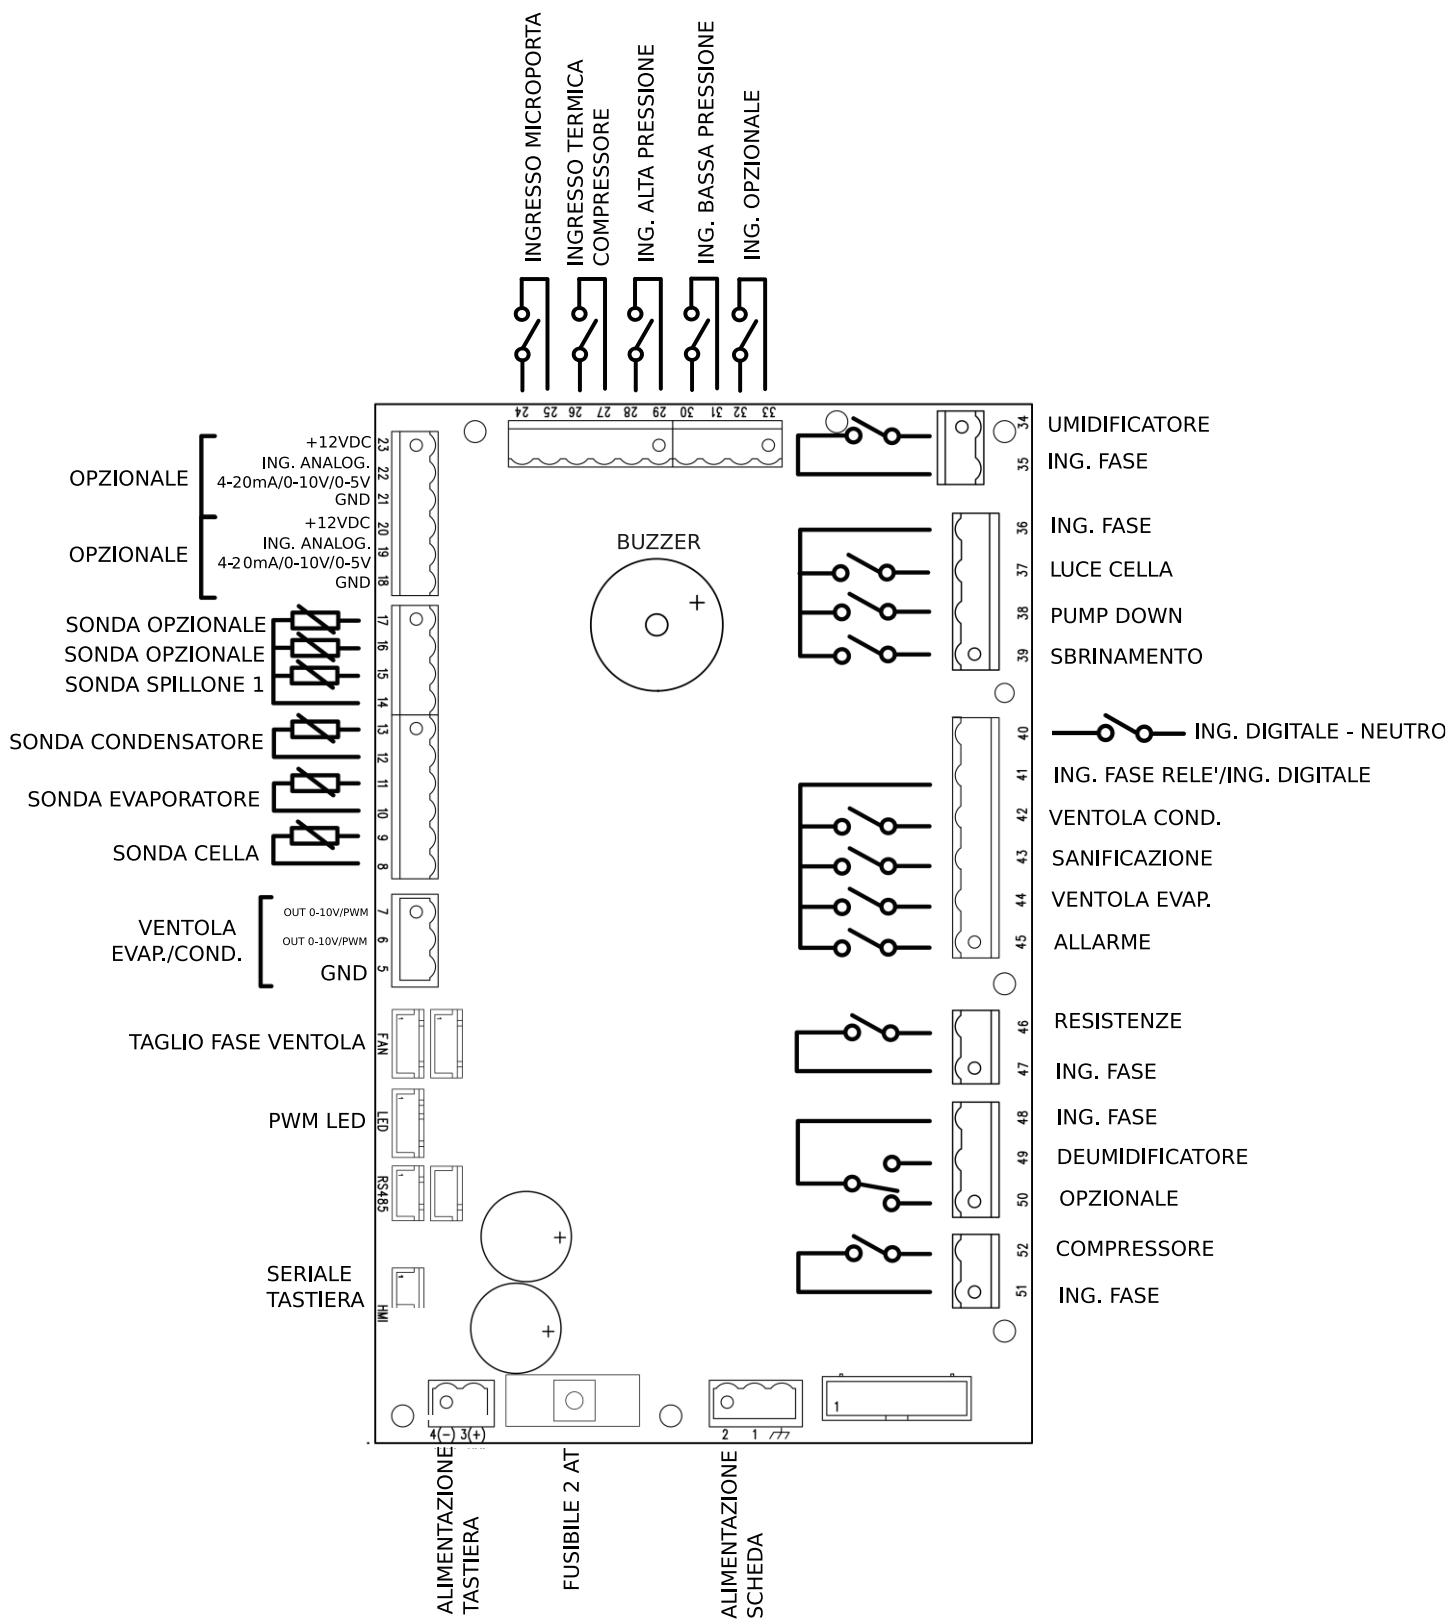 INGRESSO MICROPORTA
INGRESSO TERMICA
COMPRESSORE
ING. ALTA PRESSIONE
ING. BASSA PRESSIONE
ING. OPZIONALE
24 25 26 27 28 29 30 31 32 33
OPZIONALE
+12VDC
23
ING. ANALOG.
22
4-20mA/0-10V/0-5V
GND
21
OPZIONALE
+12VDC
20
ING. ANALOG.
19
4-20mA/0-10V/0-5V
GND
18
SONDA OPZIONALE
17
SONDA OPZIONALE
16
SONDA SPILLONE 1
15
14
SONDA CONDENSATORE
13
12
SONDA EVAPORATORE
11
10
SONDA CELLA
9
8
VENTOLA
EVAP./COND.
OUT 0-10V/PWM
7
OUT 0-10V/PWM
6
GND
5
TAGLIO FASE VENTOLA
FAN
PWM LED
LED
RS485
SERIALE
TASTIERA
HMI
BUZZER
+
+
+
34
UMIDIFICATORE
35
ING. FASE
36
ING. FASE
37
LUCE CELLA
38
PUMP DOWN
39
SBRINAMENTO
40
ING. DIGITALE - NEUTRO
41
ING. FASE RELE'/ING. DIGITALE
42
VENTOLA COND.
43
SANIFICAZIONE
44
VENTOLA EVAP.
45
ALLARME
46
RESISTENZE
47
ING. FASE
48
ING. FASE
49
DEUMIDIFICATORE
50
OPZIONALE
52
COMPRESSORE
51
ING. FASE
4(-) 3(+)
2 1
1
ALIMENTAZIONE
TASTIERA
FUSIBILE 2 AT
ALIMENTAZIONE
SCHEDA